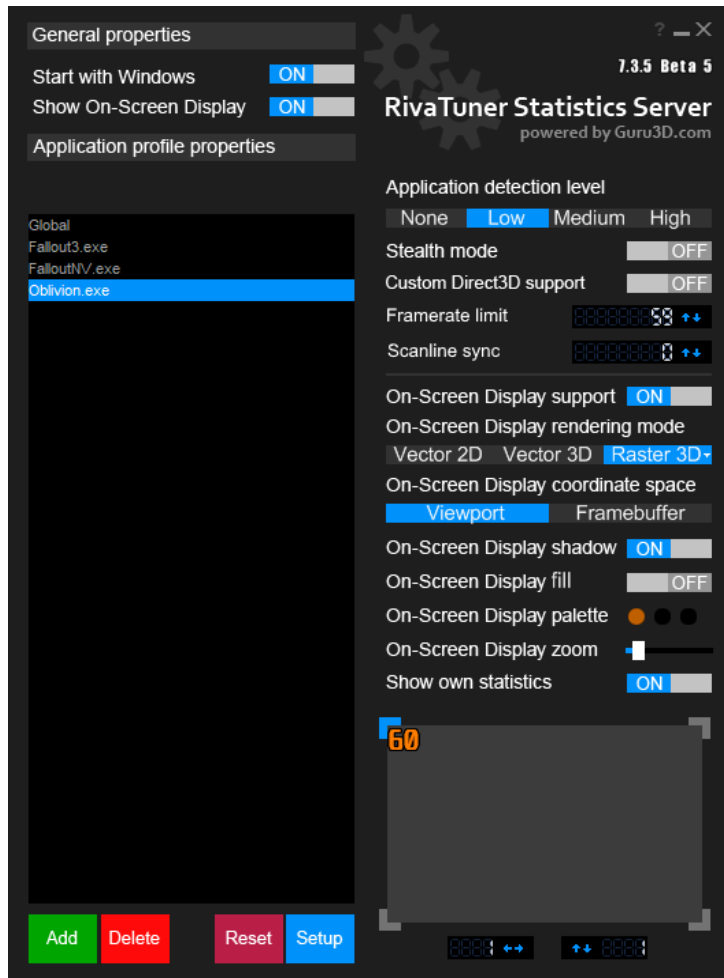 General properties
? 
Start with Windows ON
7.3.5 Beta 5
Show On-Screen Display ON
RivaTuner Statistics Server
powered by Guru3D.com
Application profile properties
Global
Fallout3.exe
FalloutNV.exe
Oblivion.exe
Add Delete Reset Setup
Application detection level
None Low Medium High
Stealth mode OFF
Custom Direct3D support OFF
Framerate limit 59
Scanline sync 0
On-Screen Display support ON
On-Screen Display rendering mode
Vector 2D Vector 3D Raster 3D
On-Screen Display coordinate space
Viewport Framebuffer
On-Screen Display shadow ON
On-Screen Display fill OFF
On-Screen Display palette
On-Screen Display zoom
Show own statistics ON
60
1 1